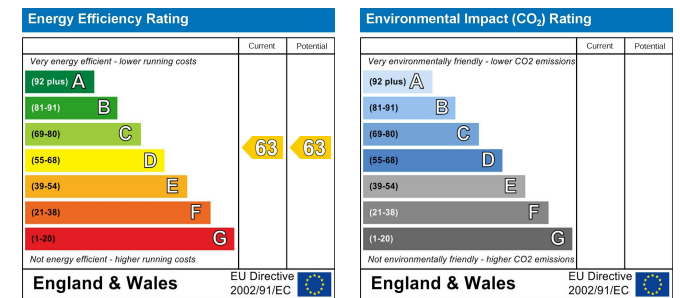 Energy Efficiency Rating
Current Potential
Very energy efficient - lower running costs
(92 plus) A
(81-91) B
(69-80) C
(55-68) D
(39-54) E
(21-38) F
(1-20) G
63 63
Not energy efficient - higher running costs
England & Wales
EU Directive
2002/91/EC
Environmental Impact (CO₂) Rating
Current Potential
Very environmentally friendly - lower CO2 emissions
(92 plus) A
(81-91) B
(69-80) C
(55-68) D
(39-54) E
(21-38) F
(1-20) G
Not environmentally friendly - higher CO2 emissions
England & Wales
EU Directive
2002/91/EC